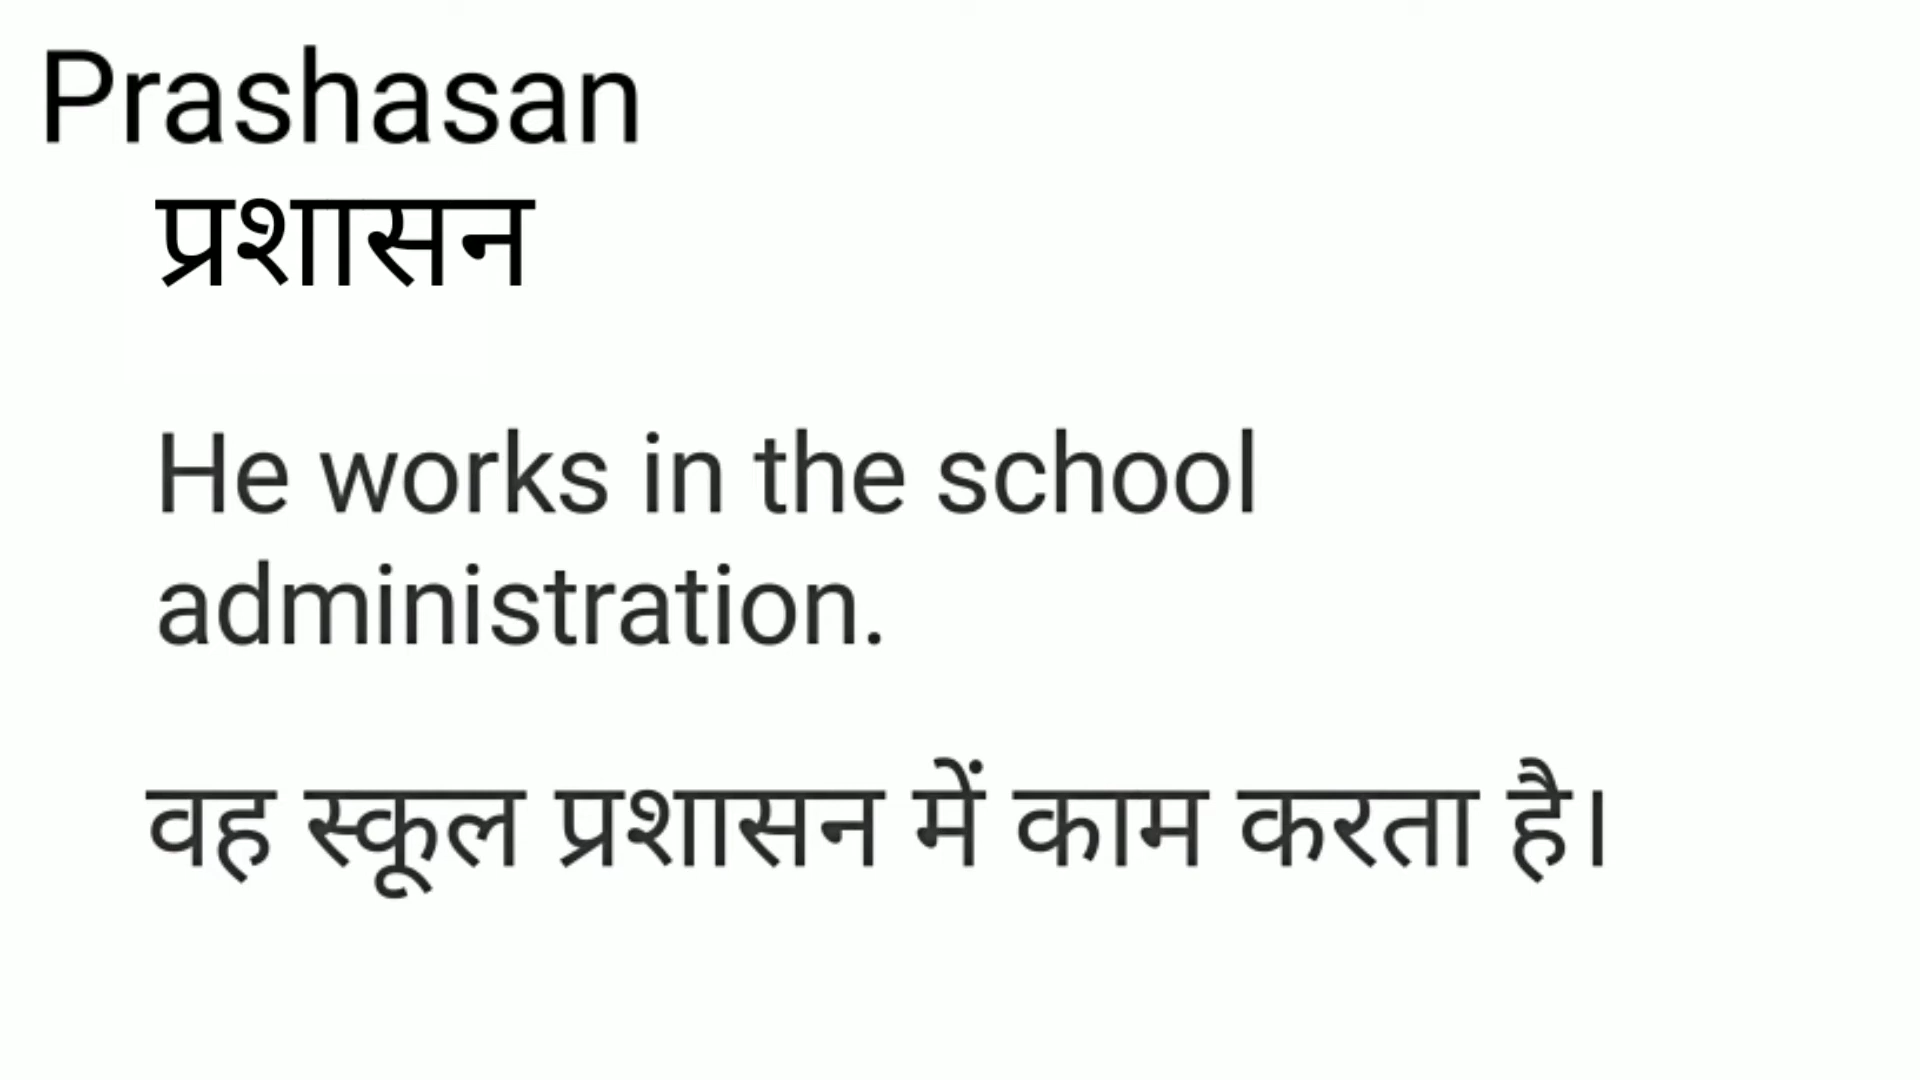 Prashasan
प्रशासन
He works in the school
administration.
वह स्कूल प्रशासन में काम करता है।